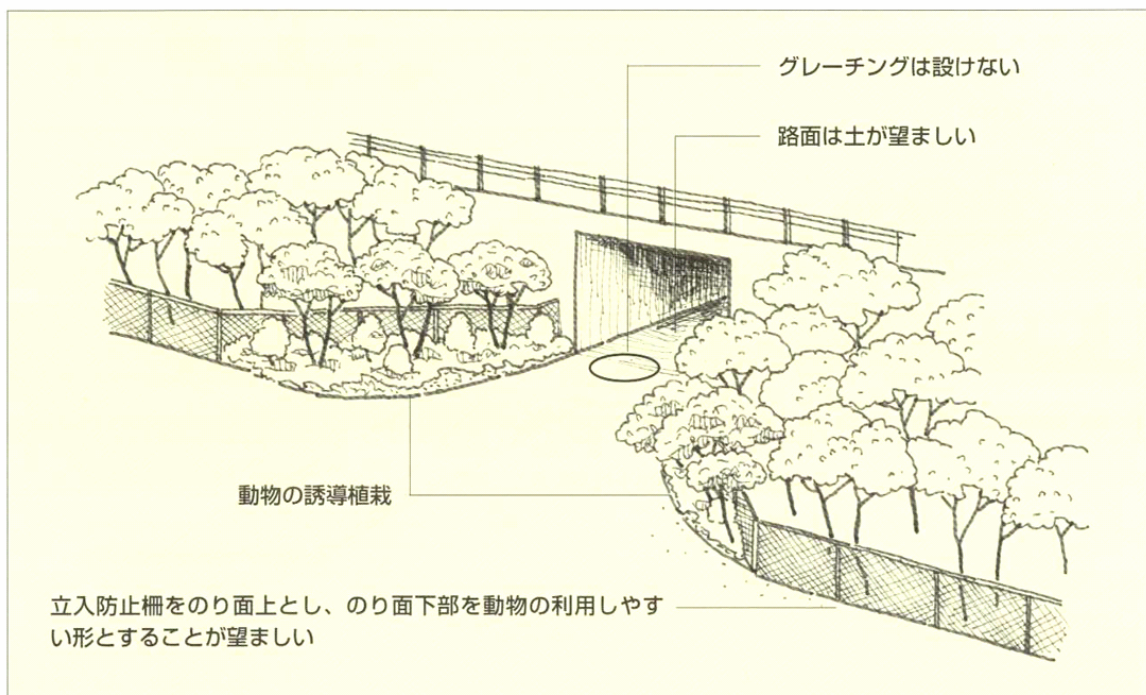 グレーチングは設けない
路面は土が望ましい
動物の誘導植栽
立入防止柵をのり面上とし、のり面下部を動物の利用しやす
い形とすることが望ましい